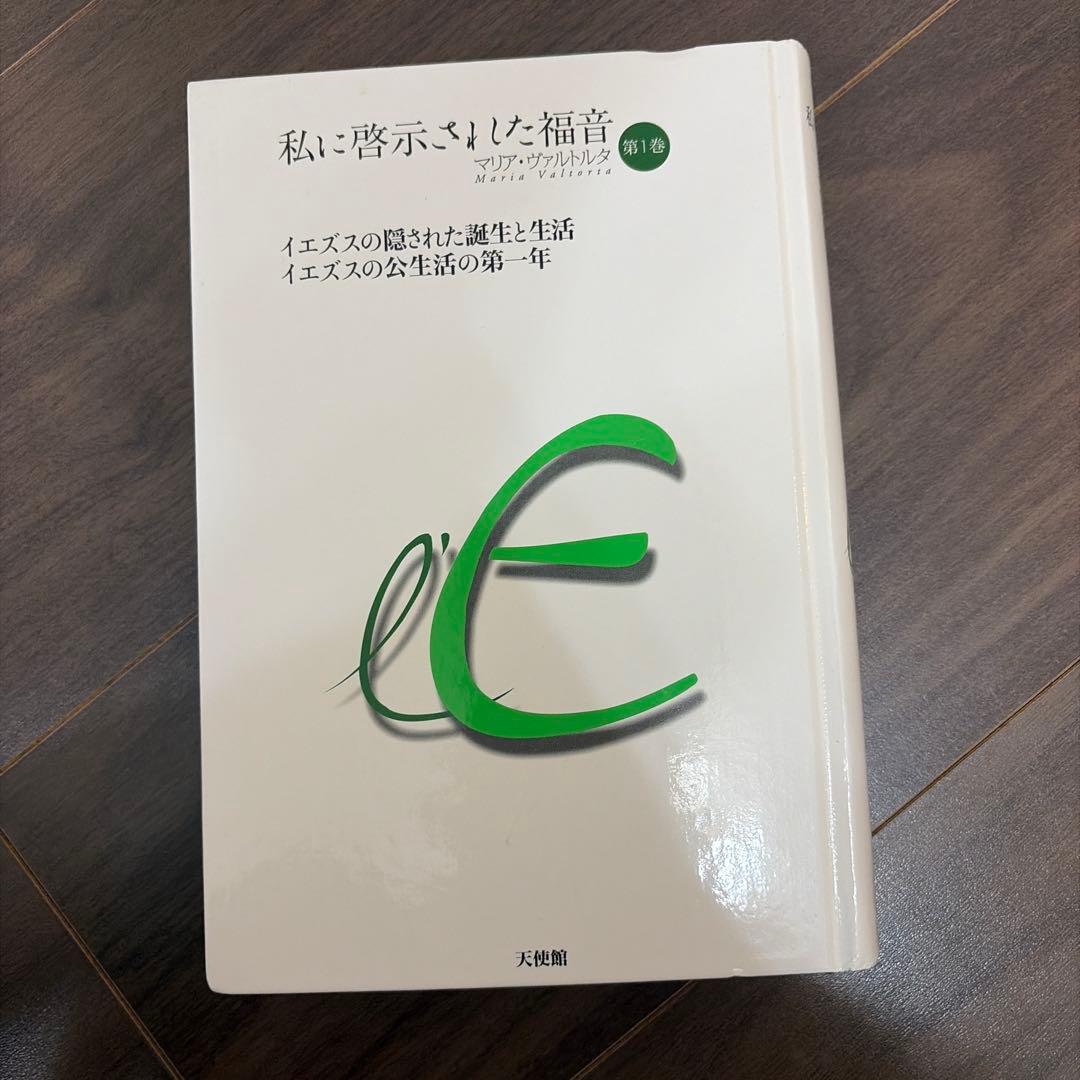 私に啓示された福音
マリア・ヴァルトルタ
Maria Valtorta
第1巻
イエズスの隠された誕生と生活
イエズスの公生活の第一年
l'E
天使館